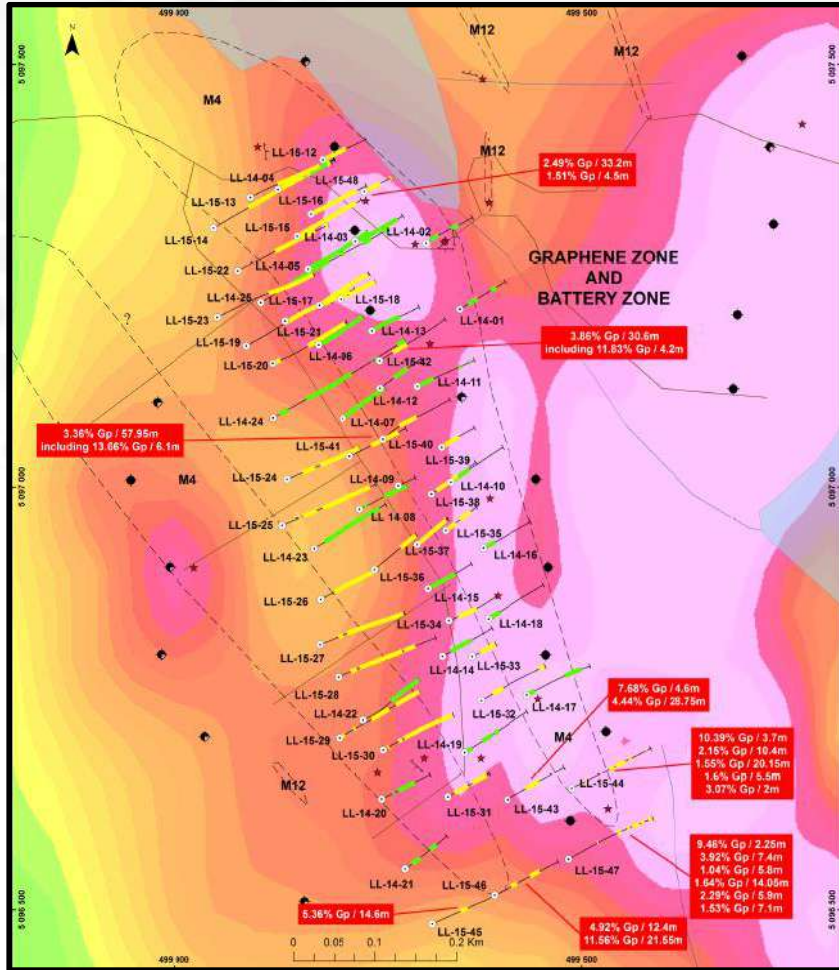 499 500
M12
M12
N
5 097 500
5 097 500
M4
LL-15-12
M12
2.49% Gp / 33.2m
1.51% Gp / 4.5m
LL-14-04
LL-15-48
LL-15-13
LL-15-16
LL-15-14
LL-15-15
LL-14-03
LL-14-02
GRAPHENE ZONE
AND
BATTERY ZONE
LL-15-22
LL-14-05
LL-14-25
LL-15-17
LL-15-18
LL-14-01
LL-15-23
LL-15-21
LL-14-13
3.86% Gp / 30.6m
including 11.83% Gp / 4.2m
LL-15-19
LL-14-06
LL-15-42
LL-15-20
LL-14-11
LL-14-12
?
LL-14-24
LL-14-07
3.36% Gp / 57.95m
including 13.66% Gp / 6.1m
LL-15-41
LL-15-40
LL-15-39
M4
LL-15-24
LL-14-09
LL-14-10
5 097 000
5 097 000
LL-15-38
LL-15-25
LL-14-08
LL-15-35
LL-14-23
LL-15-37
LL-14-16
LL-15-36
LL-15-26
LL-14-15
LL-15-34
LL-14-18
LL-15-27
LL-14-14
LL-15-33
LL-15-28
7.68% Gp / 4.6m
4.44% Gp / 28.75m
LL-14-22
LL-15-32
LL-14-17
LL-15-29
LL-15-30
LL-14-19
M4
10.39% Gp / 3.7m
2.15% Gp / 10.4m
1.55% Gp / 20.15m
1.6% Gp / 5.5m
3.07% Gp / 2m
M12
LL-15-44
LL-14-20
LL-15-31
LL-15-43
9.46% Gp / 2.25m
3.92% Gp / 7.4m
1.04% Gp / 5.8m
1.64% Gp / 14.05m
2.29% Gp / 5.9m
1.53% Gp / 7.1m
LL-15-47
LL-14-21
LL-15-46
5.36% Gp / 14.6m
5 096 500
5 096 500
LL-15-45
4.92% Gp / 12.4m
11.56% Gp / 21.55m
0 0.05 0.1 0.2 Km
499 500